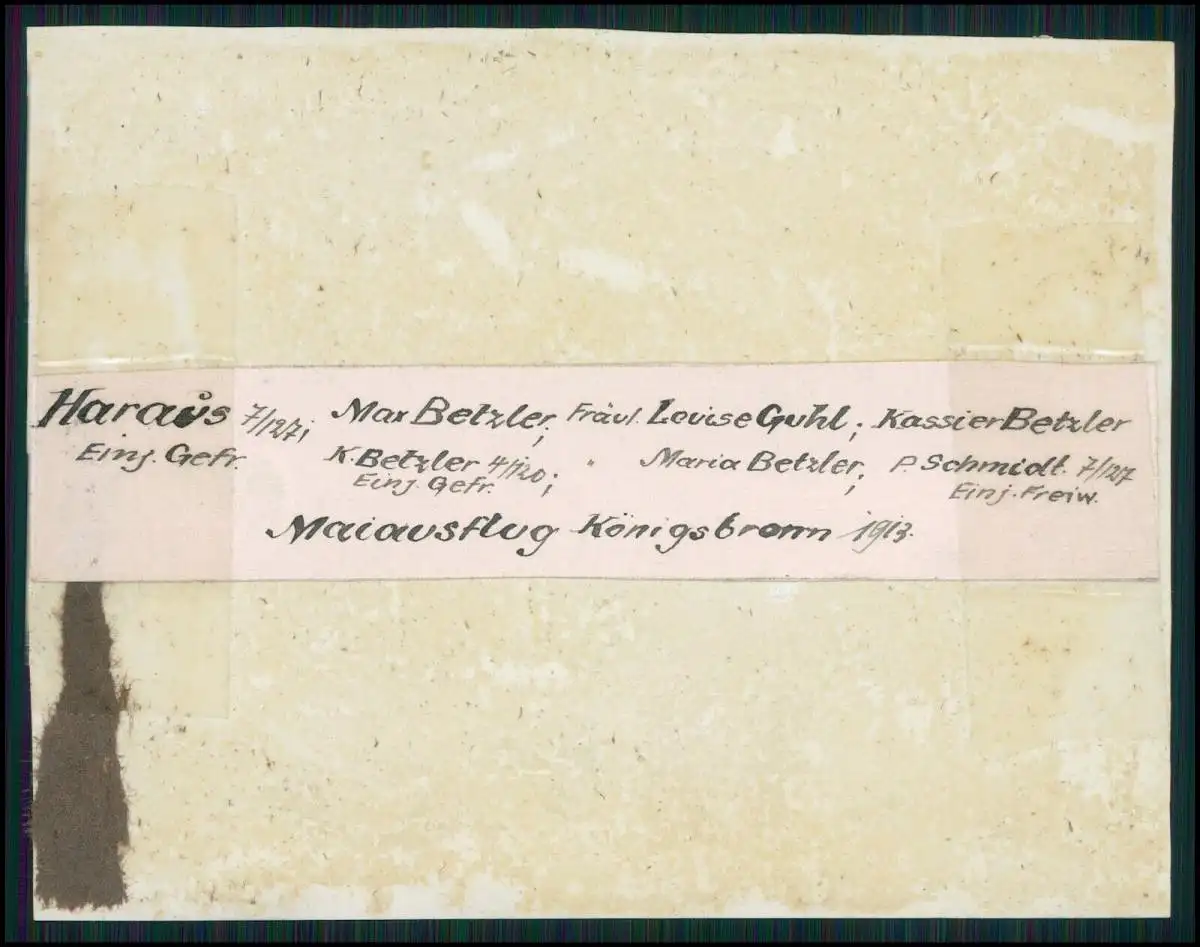 Haraus 7/127; Max Betzler; Fräul. Louise Guhl; Kassier Betzler
Einj. Gefr. K. Betzler 4/120; " Maria Betzler; P. Schmidt. 7/127
Einj. Gefr. Einj. Freiw.
Maiausflug Königsbronn 1913.